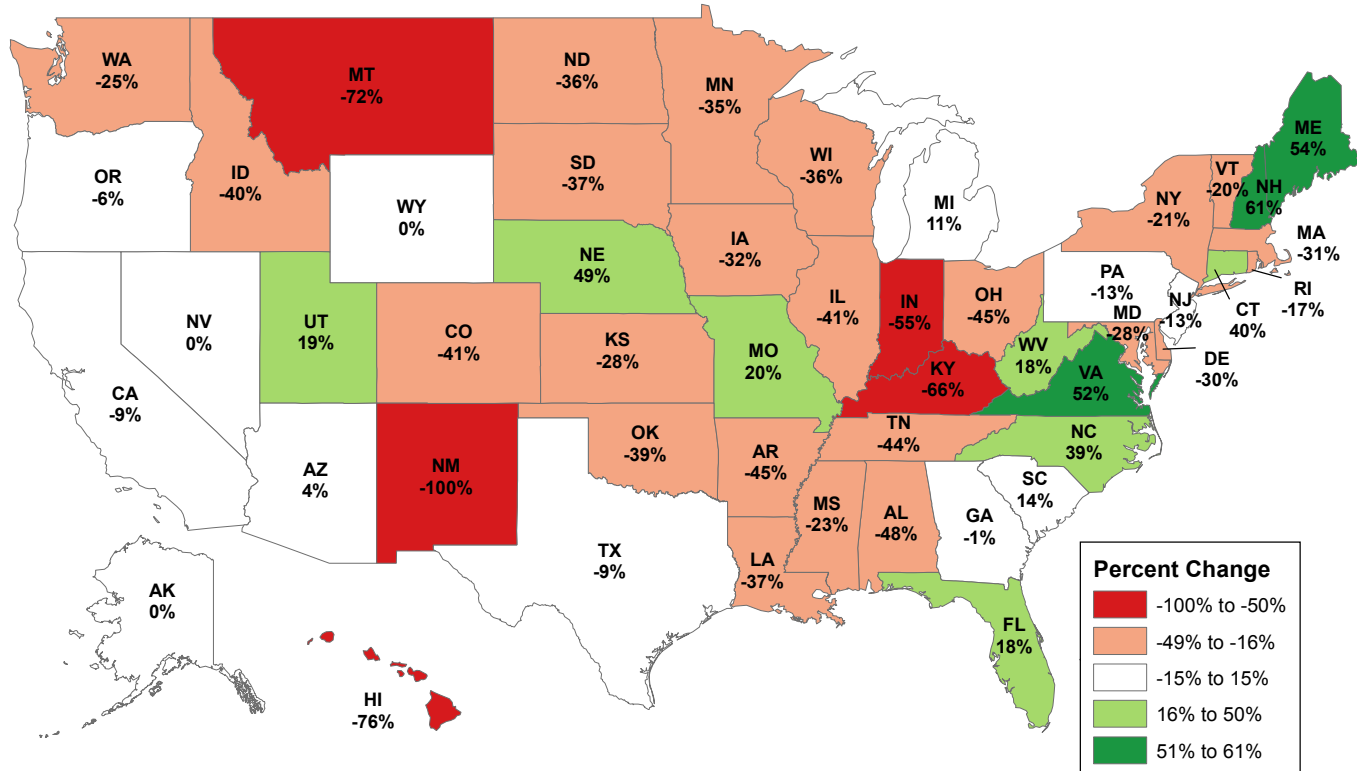 WA
-25%
MT
-72%
ND
-36%
MN
-35%
ME
54%
OR
-6%
ID
-40%
SD
-37%
WI
-36%
VT
-20%
NH
61%
WY
0%
MI
11%
NY
-21%
MA
-31%
NE
49%
IA
-32%
PA
-13%
RI
-17%
NV
0%
UT
19%
CO
-41%
KS
-28%
MO
20%
IL
-41%
IN
-55%
OH
-45%
MD
-28%
NJ
-13%
CT
40%
WV
18%
DE
-30%
CA
-9%
KY
-66%
VA
52%
AZ
4%
NM
-100%
OK
-39%
AR
-45%
TN
-44%
NC
39%
SC
14%
MS
-23%
AL
-48%
GA
-1%
TX
-9%
LA
-37%
AK
0%
FL
18%
HI
-76%
Percent Change
-100% to -50%
-49% to -16%
-15% to 15%
16% to 50%
51% to 61%